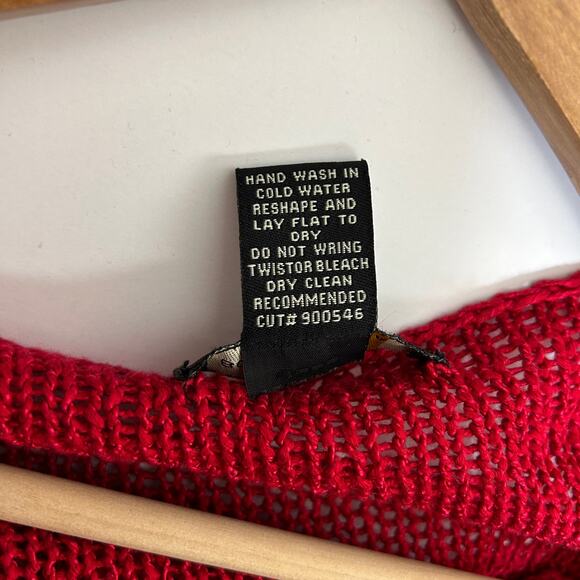 HAND WASH IN
COLD WATER
RESHAPE AND
LAY FLAT TO
DRY
DO NOT WRING
TWISTOR BLEACH
DRY CLEAN
RECOMMENDED
CUT# 900546